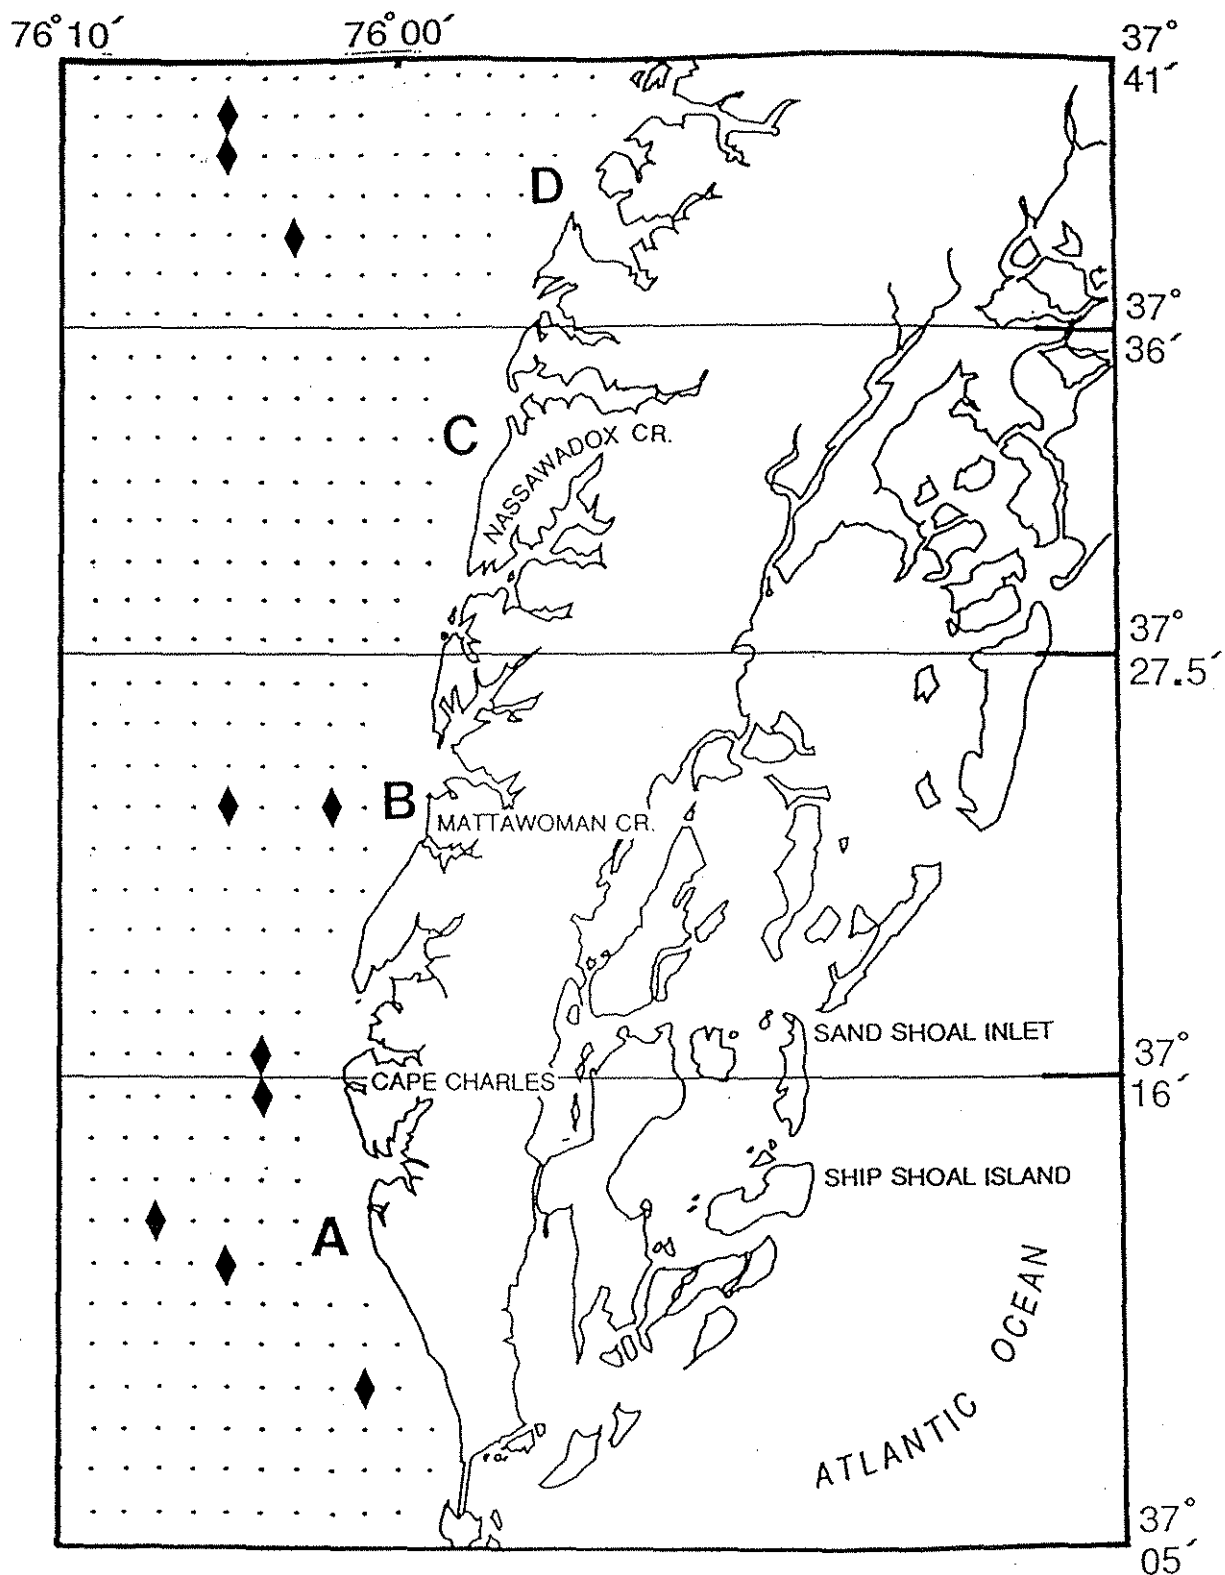 76°10′
76°00′
37°
41′
D
37°
36′
C
NASSAWADOX CR.
37°
27.5′
B
MATTAWOMAN CR.
SAND SHOAL INLET
37°
16′
CAPE CHARLES
SHIP SHOAL ISLAND
A
ATLANTIC OCEAN
37°
05′